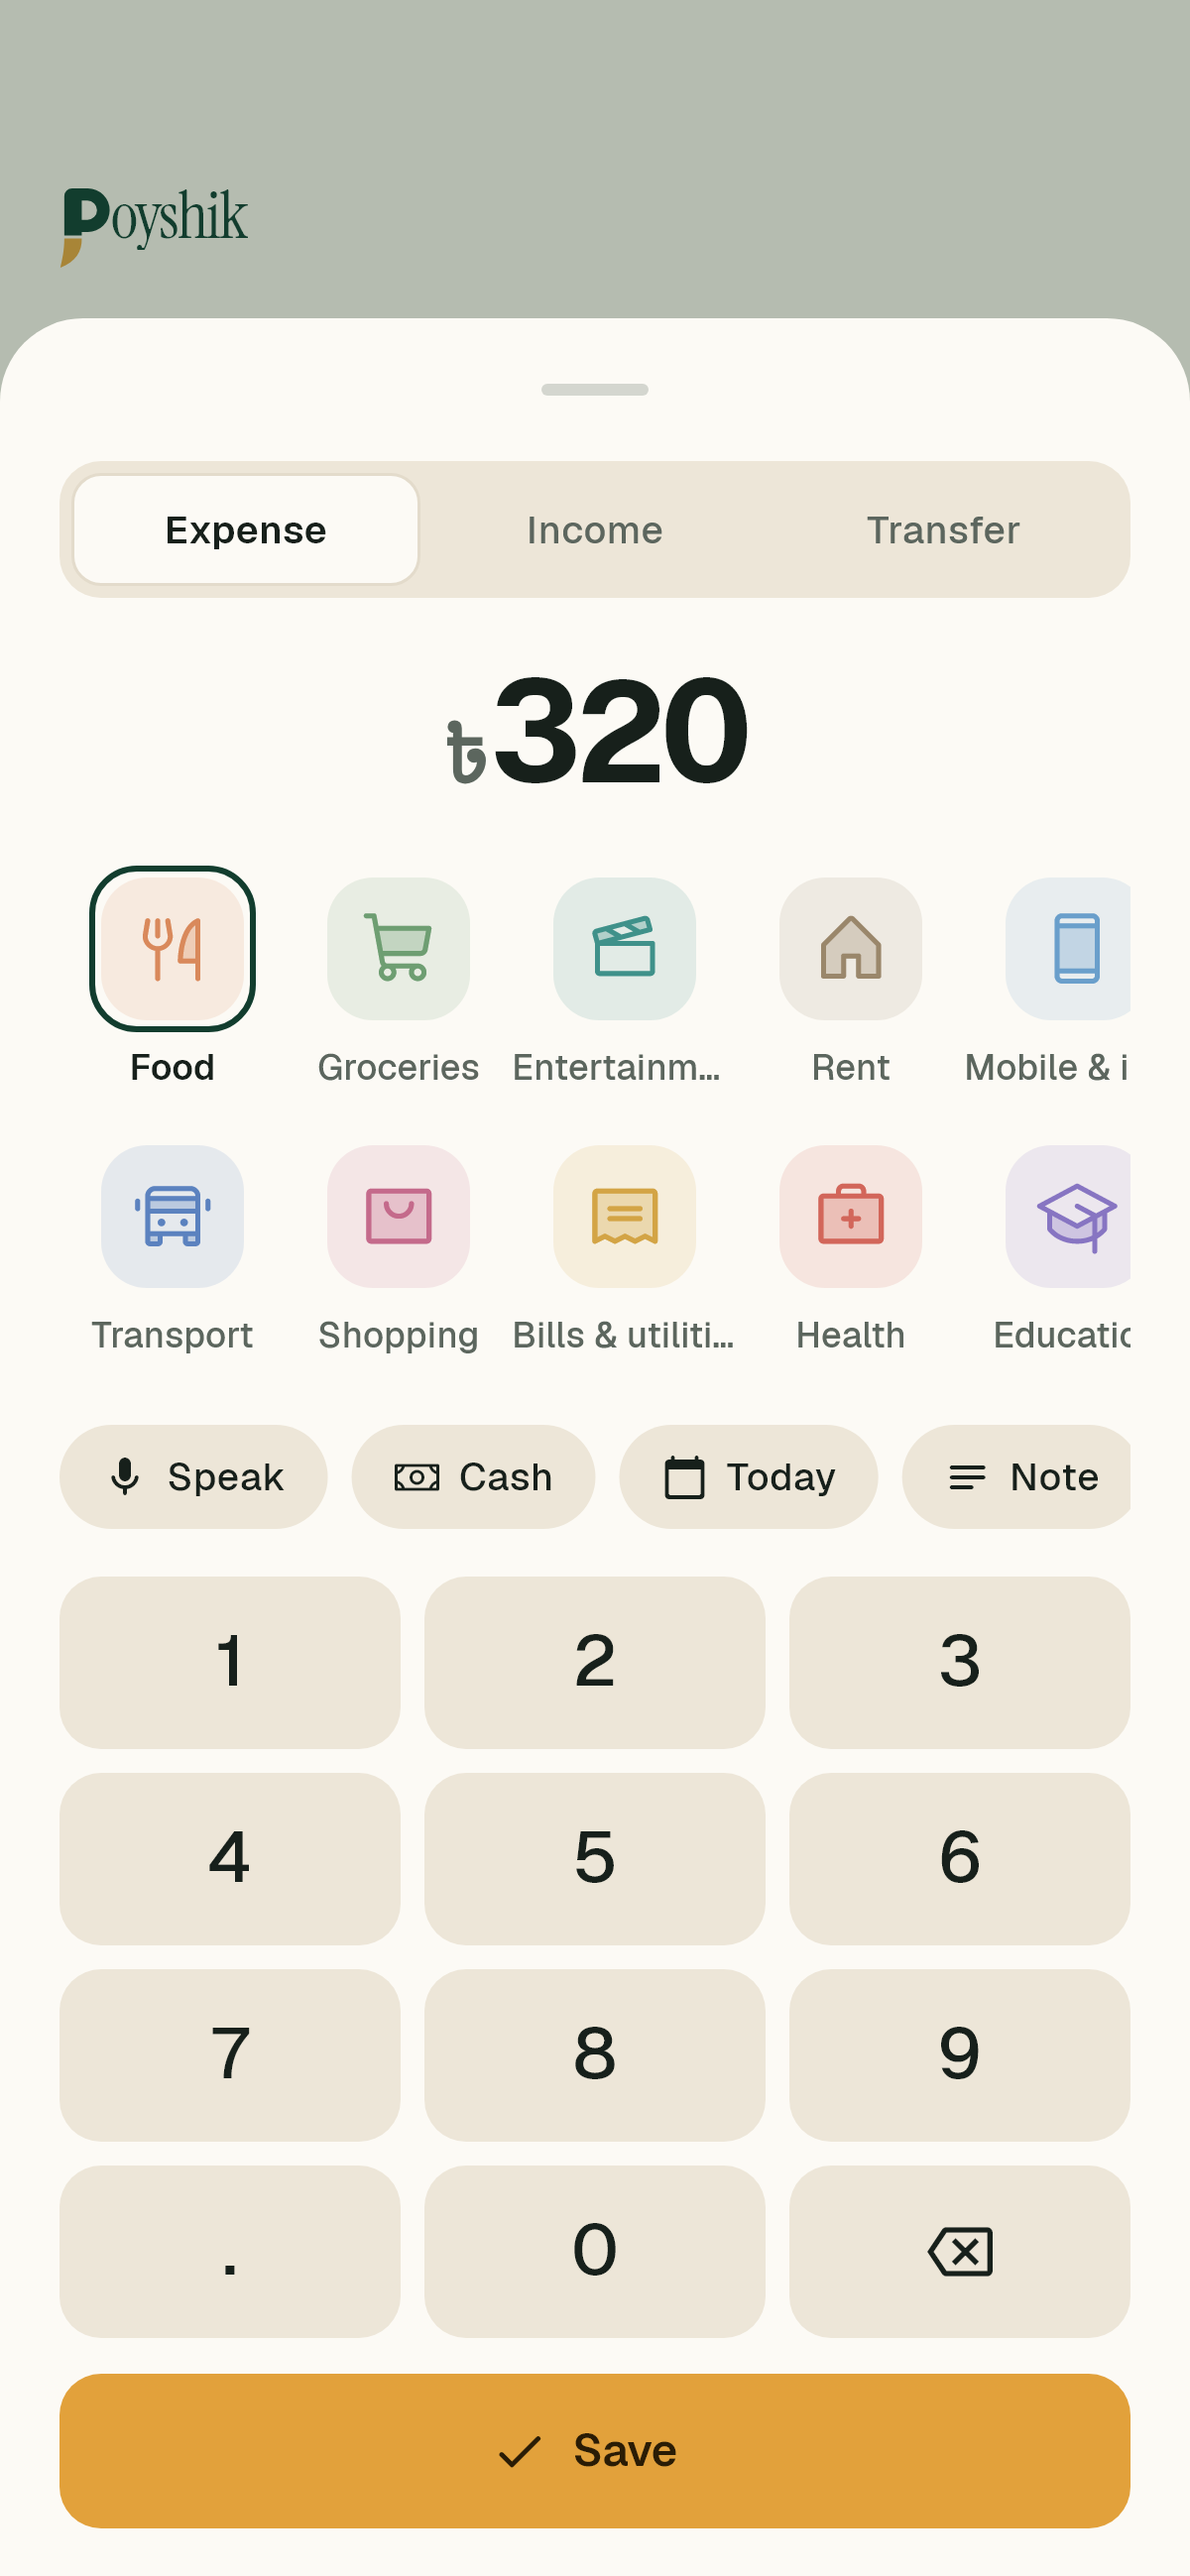 Poyshik
Expense Income Transfer
৳320
Food Groceries Entertainm... Rent Mobile & i
Transport Shopping Bills & utiliti... Health Educatio
Speak Cash Today Note
1 2 3
4 5 6
7 8 9
. 0
Save